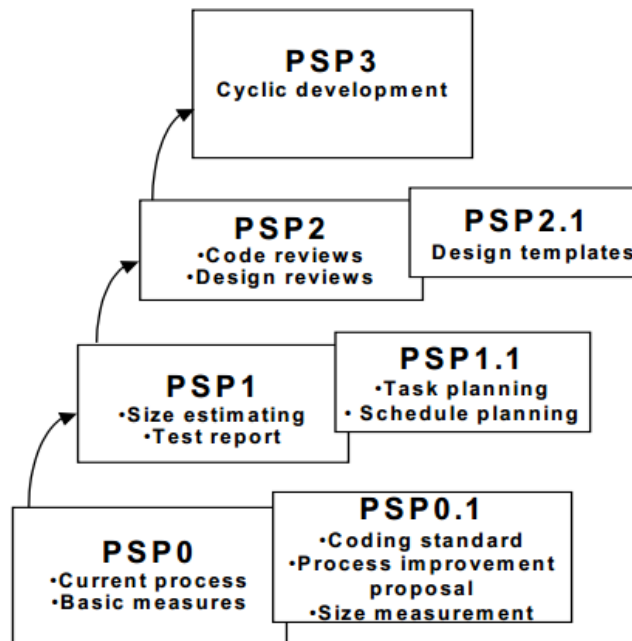 PSP3
Cyclic development
PSP2
•Code reviews
•Design reviews
PSP2.1
Design templates
PSP1
•Size estimating
•Test report
PSP1.1
•Task planning
• Schedule planning
PSP0
•Current process
•Basic measures
PSP0.1
•Coding standard
•Process improvement
proposal
•Size measurement